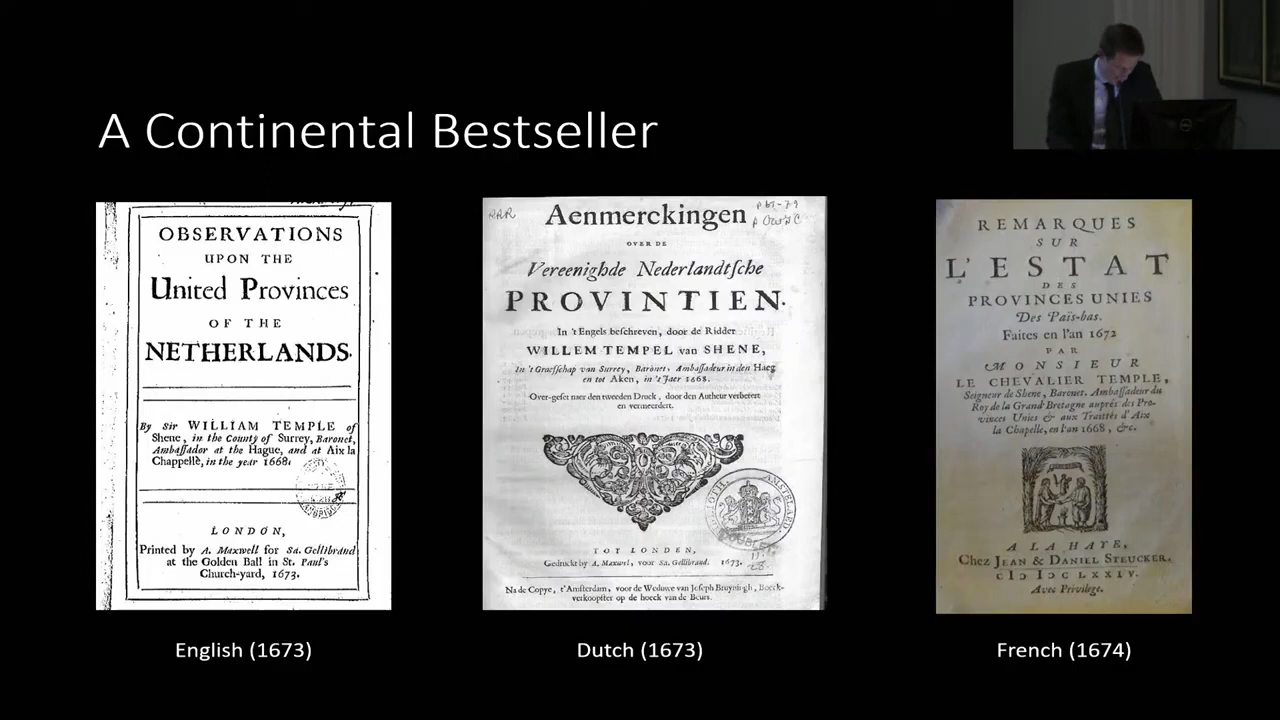 A Continental Bestseller
OBSERVATIONS
UPON THE
United Provinces
OF THE
NETHERLANDS.
By Sir WILLIAM TEMPLE of
Shene, in the County of Surrey, Baronet,
Ambaſſador at the Hague, and at Aix la
Chappellè, in the year 1668.
LONDON,
Printed by A. Maxwell for Sa. Gellibrand
at the Golden Ball in St. Paul's
Church-yard, 1673.
English (1673)
RRR
Aenmerckingen
OVER DE
Vereenighde Nederlandtſche
PROVINTIEN.
In 't Engels beſchreven, door de Ridder
WILLEM TEMPEL van SHENE,
In 't Graefſchap van Surrey, Baronet, Ambaſſadeur in den Haeg
en tot Aken, in 't Jaer 1668.
Over-geſet naer den tweeden Druck, door den Autheur verbetert
en vermeerdert.
TOT LONDEN,
Gedruckt by A. Maxwel, voor Sa. Gellibrand. 1673.
Na de Copye, t'Amſterdam, voor de Weduwe van Joſeph Bruyningh, Boeck-
verkoopſter op de hoeck van de Beurs.
Dutch (1673)
REMARQUES
SUR
L'ESTAT
DES
PROVINCES UNIES
Des Païs-bas.
Faites en l'an 1672
PAR
MONSIEUR
LE CHEVALIER TEMPLE,
Seigneur de Shene, Baronet. Ambaſſadeur du
Roy de la Grand-Bretagne auprés des Pro-
vinces Unies & aux Traittés d'Aix
la Chapelle, en l'an 1668, &c.
A LA HAYE,
Chez JEAN & DANIEL STEUCKER.
CIↃ IↃC LXXIV.
Avec Privilege.
French (1674)